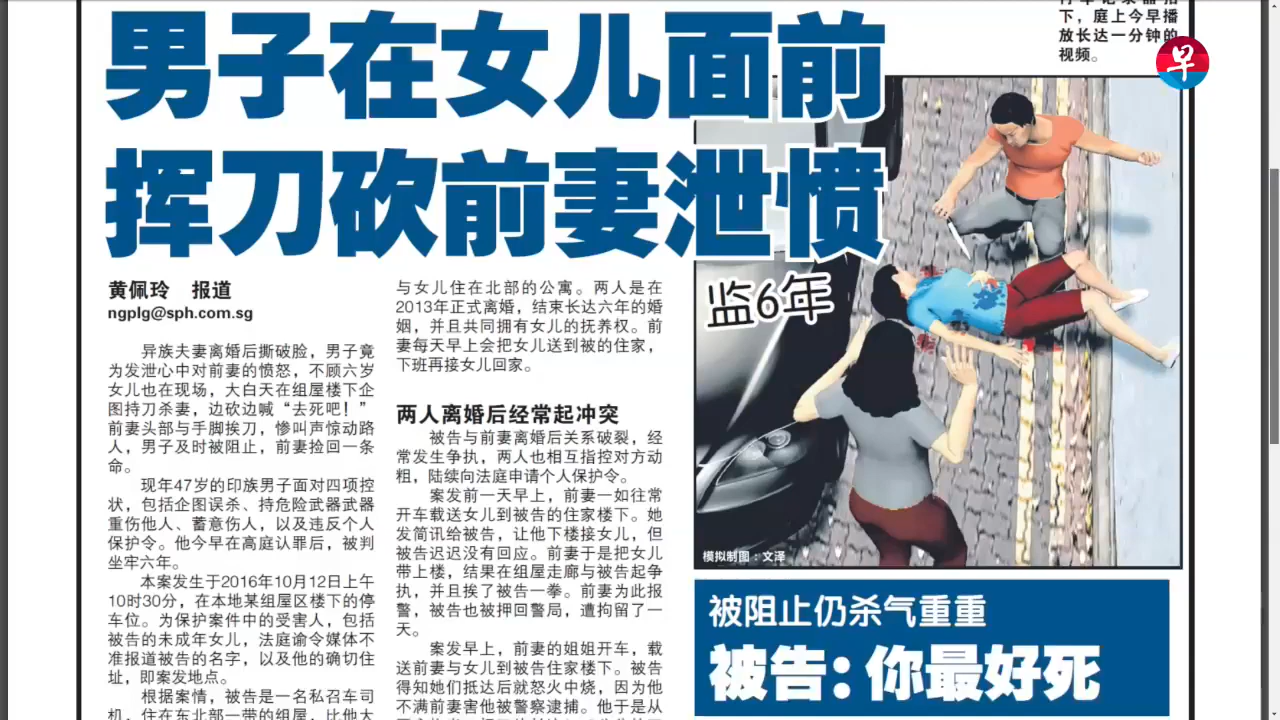 男子在女儿面前
挥刀砍前妻泄愤
监6年
下，庭上今早播
放长达一分钟的
视频。
早
黄佩玲 报道
ngplg@sph.com.sg
异族夫妻离婚后撕破脸，男子竟
为发泄心中对前妻的愤怒，不顾六岁
女儿也在现场，大白天在组屋楼下企
图持刀杀妻，边砍边喊“去死吧！”
前妻头部与手脚挨刀，惨叫声惊动路
人，男子及时被阻止，前妻捡回一条
命。
现年47岁的印族男子面对四项控
状，包括企图误杀、持危险武器武器
重伤他人、蓄意伤人，以及违反个人
保护令。他今早在高庭认罪后，被判
坐牢六年。
本案发生于2016年10月12日上午
10时30分，在本地某组屋区楼下的停
车位。为保护案件中的受害人，包括
被告的未成年女儿，法庭谕令媒体不
准报道被告的名字，以及他的确切住
址，即案发地点。
根据案情，被告是一名私召车司
机，住在东北部一带的组屋，比他大
与女儿住在北部的公寓。两人是在
2013年正式离婚，结束长达六年的婚
姻，并且共同拥有女儿的抚养权。前
妻每天早上会把女儿送到被的住家，
下班再接女儿回家。
两人离婚后经常起冲突
被告与前妻离婚后关系破裂，经
常发生争执，两人也相互指控对方动
粗，陆续向法庭申请个人保护令。
案发前一天早上，前妻一如往常
开车载送女儿到被告的住家楼下。她
发简讯给被告，让他下楼接女儿，但
被告迟迟没有回应。前妻于是把女儿
带上楼，结果在组屋走廊与被告起争
执，并且挨了被告一拳。前妻为此报
警，被告也被押回警局，遭拘留了一
天。
案发早上，前妻的姐姐开车，载
送前妻与女儿到被告住家楼下。被告
得知她们抵达后就怒火中烧，因为他
不满前妻害他被警察逮捕。他于是从
模拟制图：文泽
被阻止仍杀气重重
被告：你最好死